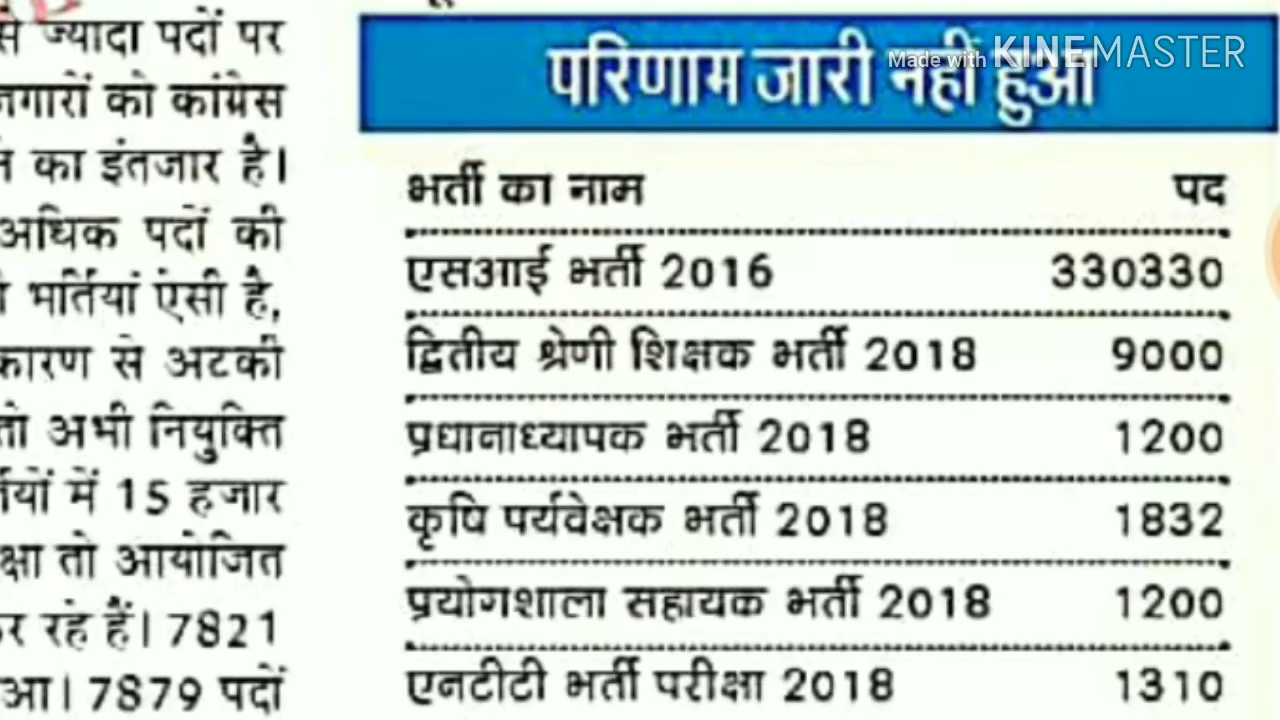 से ज्यादा पदों पर
को कांग्रेस
का इंतजार है।
अधिक पदों की
भर्तियां ऐसी है,
कारण से अटकी
तो अभी नियुक्ति
में 15 हजार
तो आयोजित
रहे हैं। 7821
7879 पदों
परिणाम जारी नहीं हुआ
Made with KINEMASTER
भर्ती का नाम पद
एसआई भर्ती 2016 330330
द्वितीय श्रेणी शिक्षक भर्ती 2018 9000
प्रधानाध्यापक भर्ती 2018 1200
कृषि पर्यवेक्षक भर्ती 2018 1832
प्रयोगशाला सहायक भर्ती 2018 1200
एनटीटी भर्ती परीक्षा 2018 1310